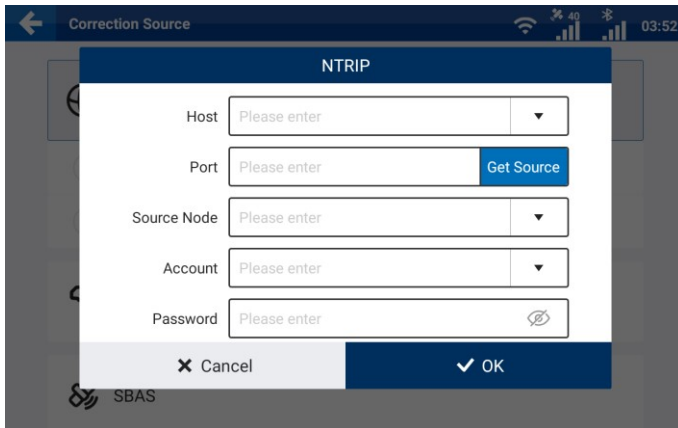 Correction Source
40
03:52
NTRIP
Host Please enter
Port Please enter Get Source
Source Node Please enter
Account Please enter
Password Please enter
Cancel OK
SBAS